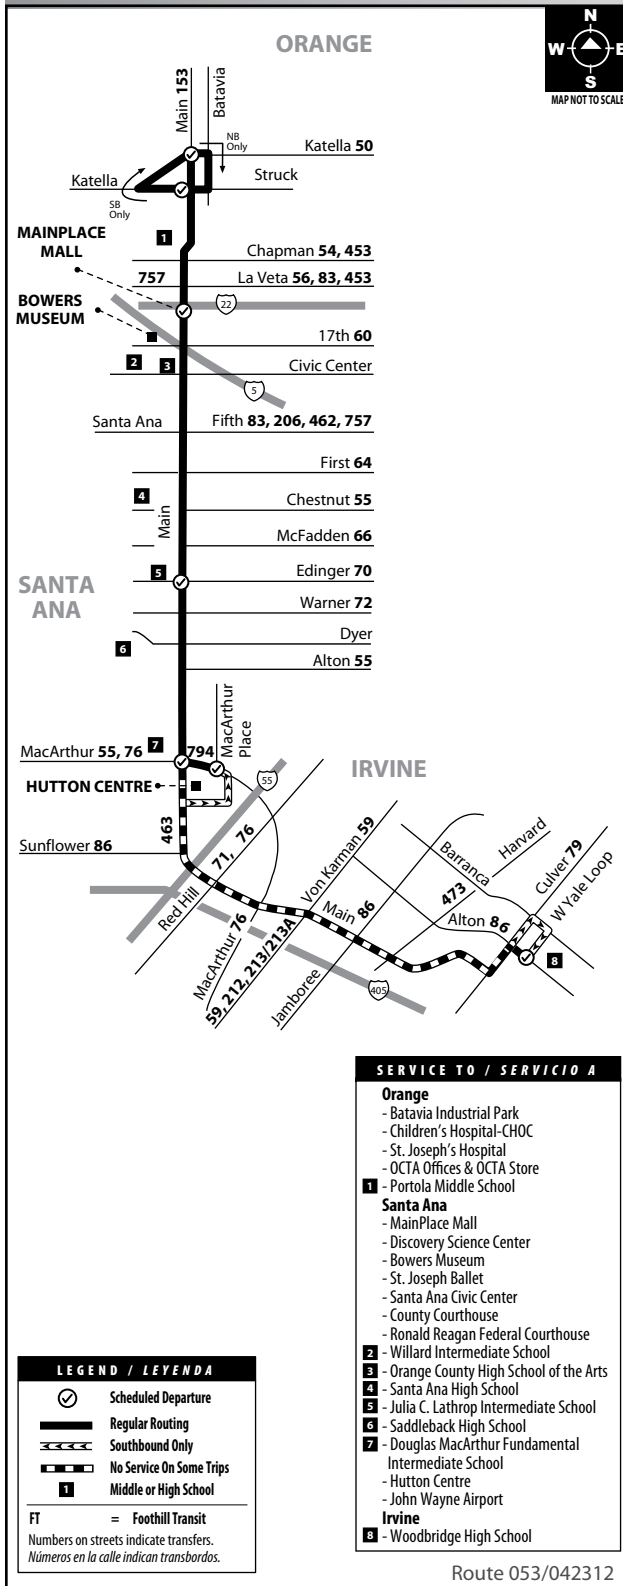 ORANGE
N
W
E
S
MAP NOT TO SCALE
Main 153
Batavia
NB
Only
Katella 50
Katella
Struck
SB
Only
MAINPLACE
MALL
1
Chapman 54, 453
757
La Veta 56, 83, 453
22
BOWERS
MUSEUM
17th 60
2
3
Civic Center
5
Santa Ana
Fifth 83, 206, 462, 757
First 64
4
Chestnut 55
Main
McFadden 66
5
Edinger 70
SANTA
ANA
Warner 72
Dyer
6
Alton 55
MacArthur
Place
MacArthur 55, 76
7
794
IRVINE
HUTTON CENTRE
55
463
Sunflower 86
71, 76
Red Hill
Von Karman 59
Main 86
Barranca
Harvard
473
Culver 79
W Yale Loop
Alton 86
8
MacArthur 76
59, 212, 213/213A
Jamboree
405
SERVICE TO / SERVICIO A
Orange
- Batavia Industrial Park
- Children's Hospital-CHOC
- St. Joseph's Hospital
- OCTA Offices & OCTA Store
1 - Portola Middle School
Santa Ana
- MainPlace Mall
- Discovery Science Center
- Bowers Museum
- St. Joseph Ballet
- Santa Ana Civic Center
- County Courthouse
- Ronald Reagan Federal Courthouse
2 - Willard Intermediate School
3 - Orange County High School of the Arts
4 - Santa Ana High School
5 - Julia C. Lathrop Intermediate School
6 - Saddleback High School
7 - Douglas MacArthur Fundamental
Intermediate School
- Hutton Centre
- John Wayne Airport
Irvine
8 - Woodbridge High School
LEGEND / LEYENDA
Scheduled Departure
Regular Routing
Southbound Only
No Service On Some Trips
1 Middle or High School
FT = Foothill Transit
Numbers on streets indicate transfers.
Números en la calle indican transbordos.
Route 053/042312